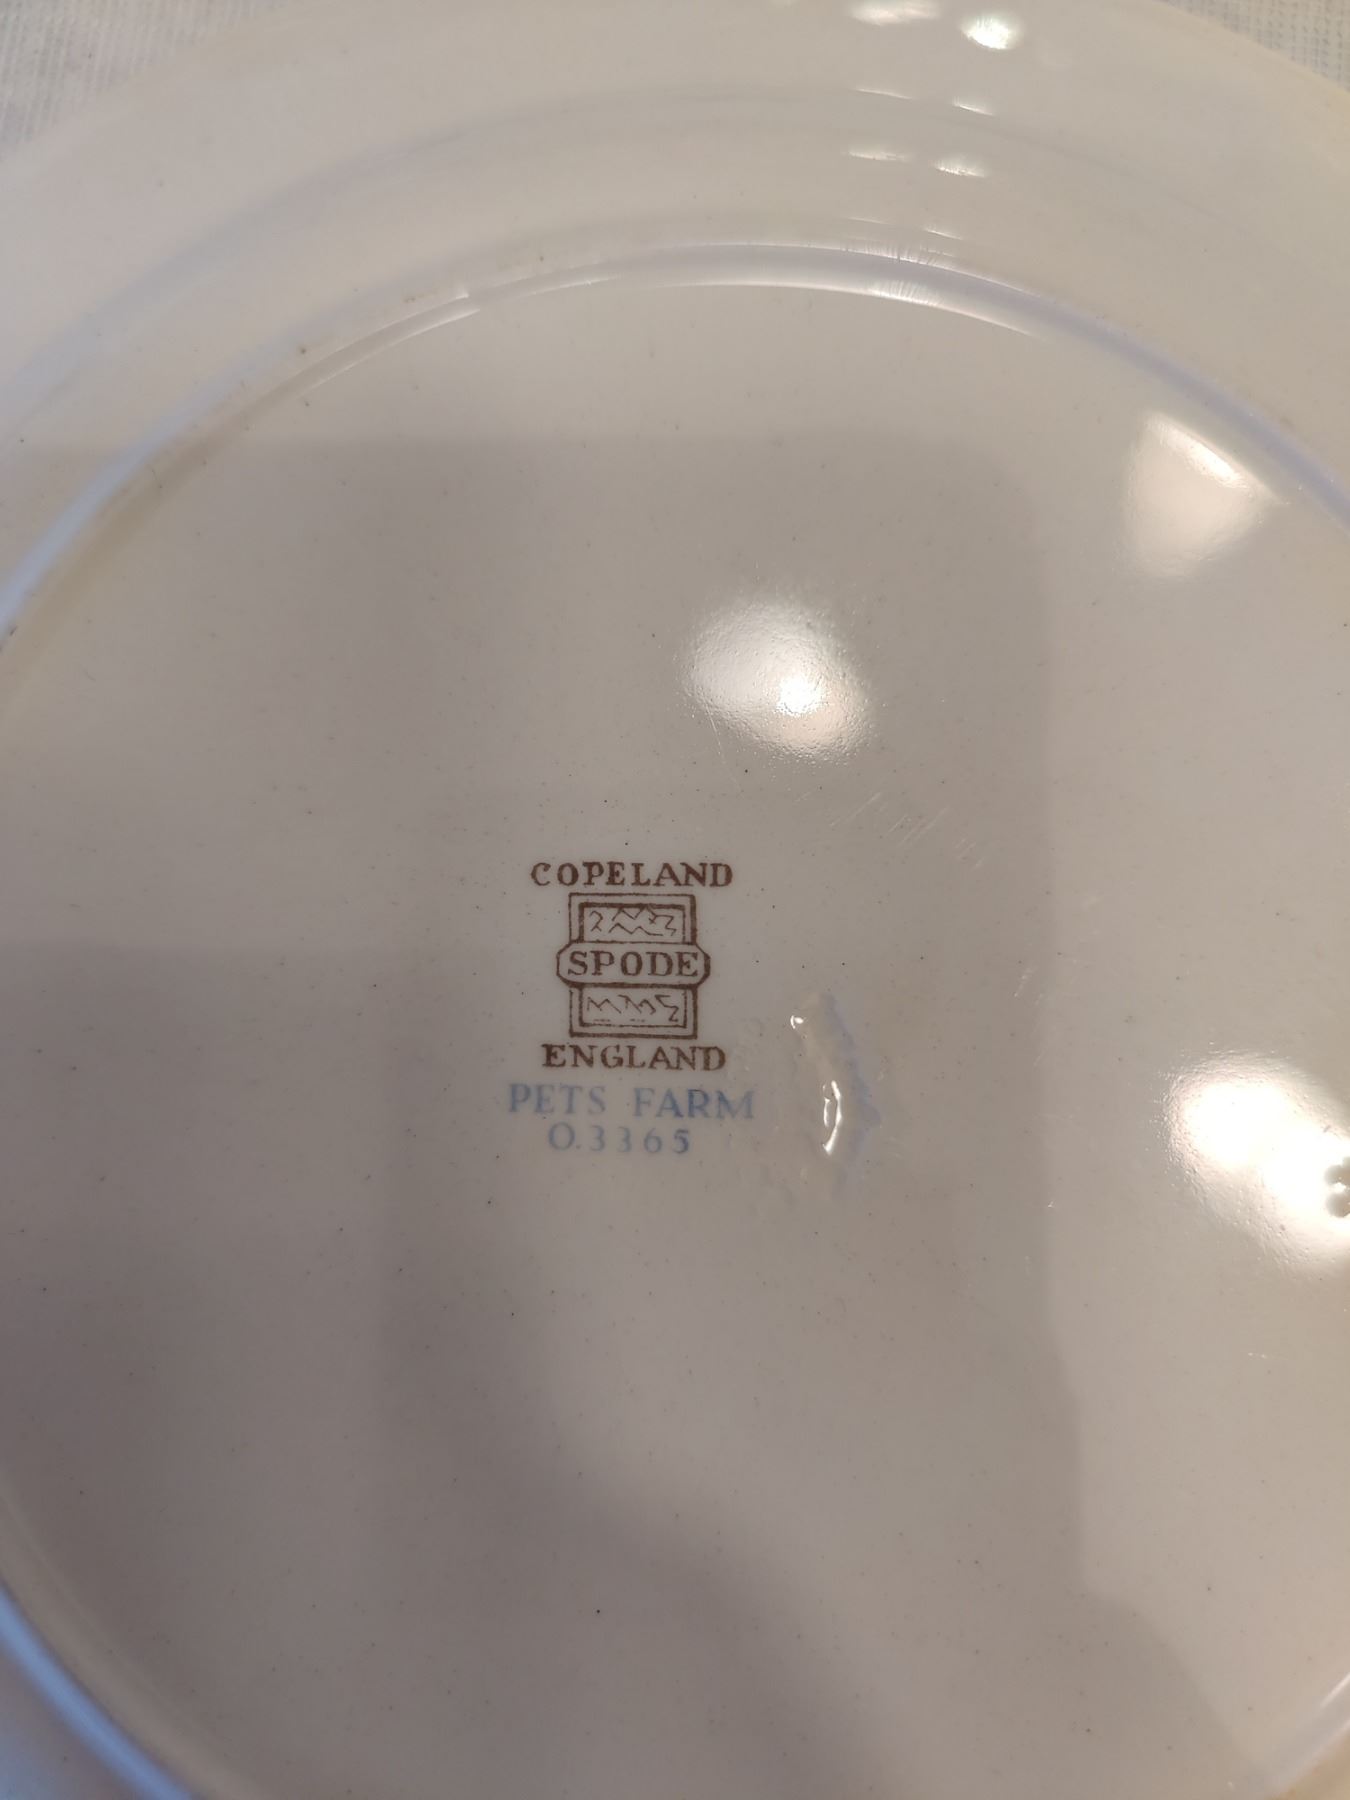 COPELAND
SPODE
ENGLAND
PETS FARM
O.3365